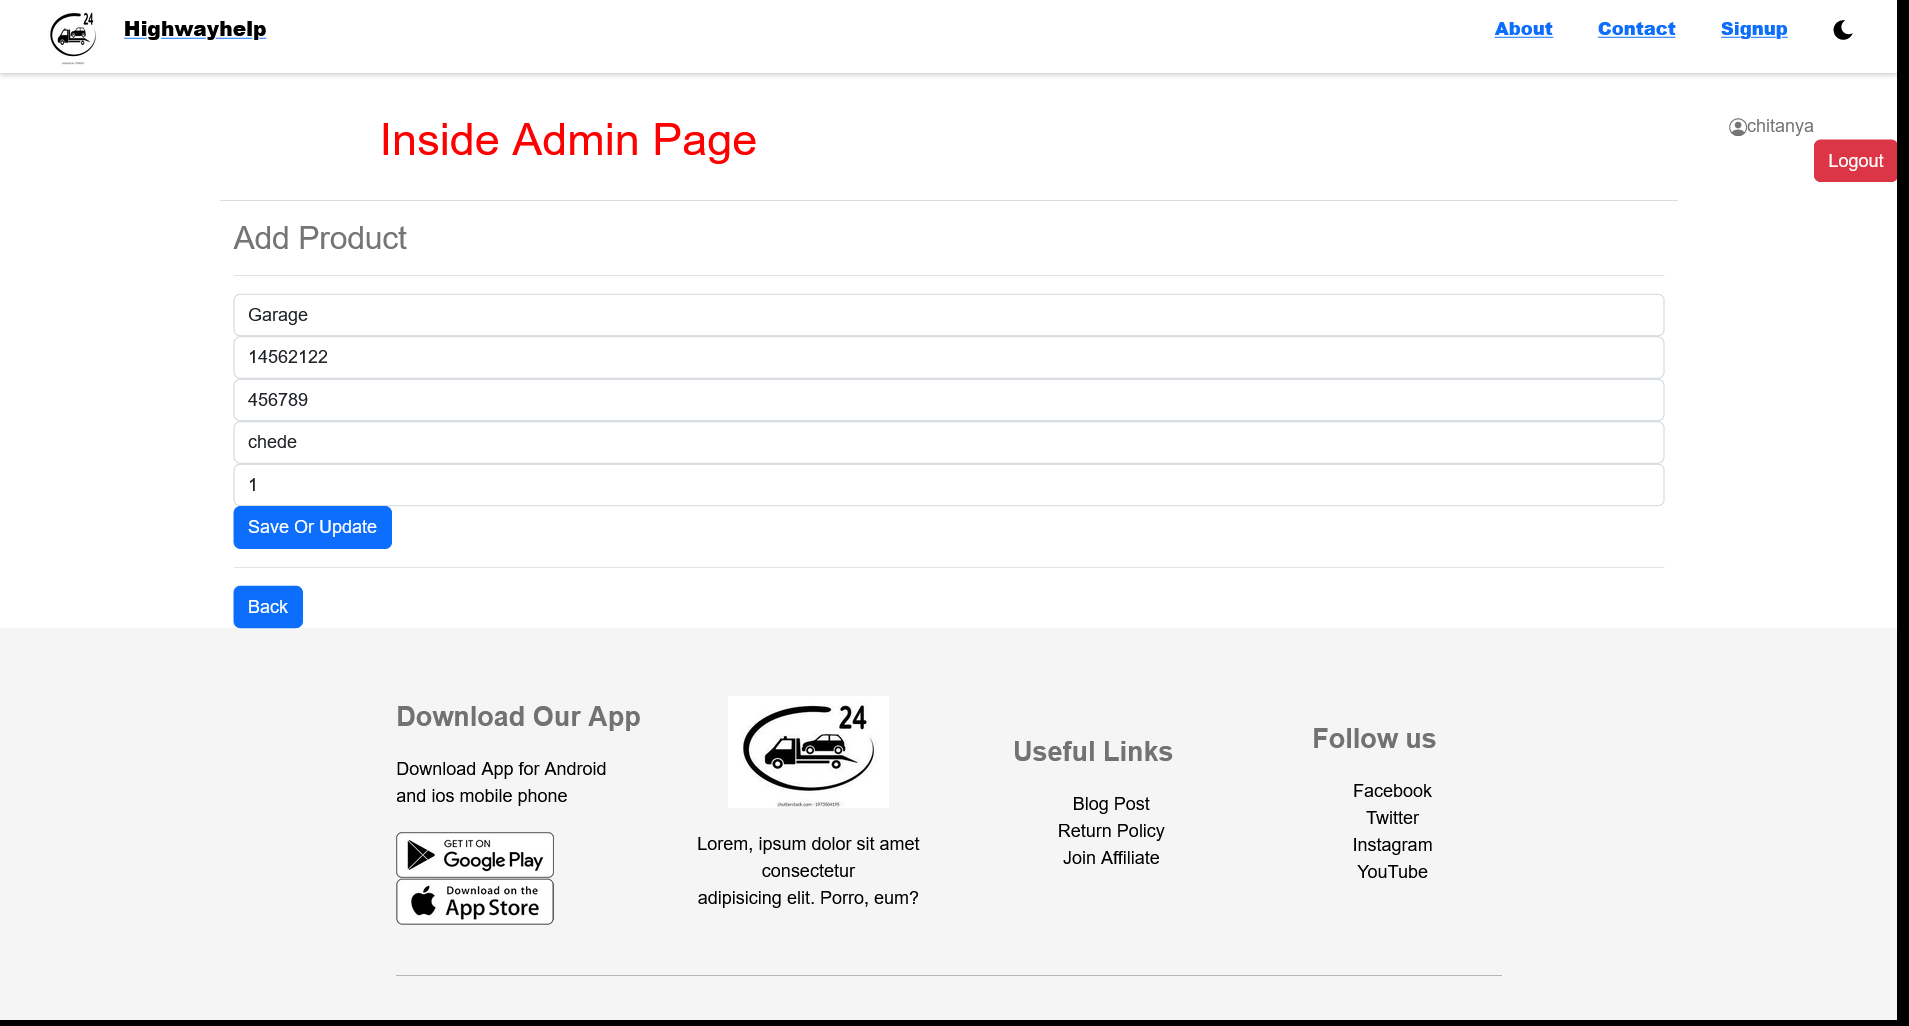 24
Highwayhelp
About
Contact
Signup
Inside Admin Page
chitanya
Logout
Add Product
Garage
14562122
456789
chede
1
Save Or Update
Back
Download Our App
Download App for Android
and ios mobile phone
GET IT ON
Google Play
Download on the
App Store
24
shutterstock.com · 1973504195
Lorem, ipsum dolor sit amet
consectetur
adipisicing elit. Porro, eum?
Useful Links
Blog Post
Return Policy
Join Affiliate
Follow us
Facebook
Twitter
Instagram
YouTube